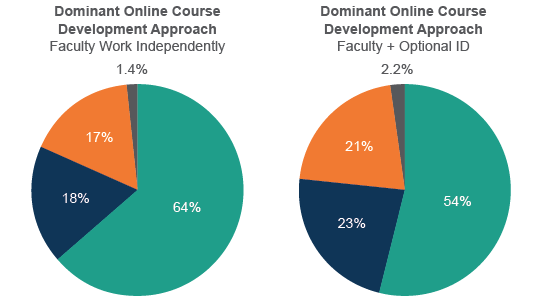 Dominant Online Course
Development Approach
Faculty Work Independently
1.4%
17%
18%
64%
Dominant Online Course
Development Approach
Faculty + Optional ID
2.2%
21%
23%
54%